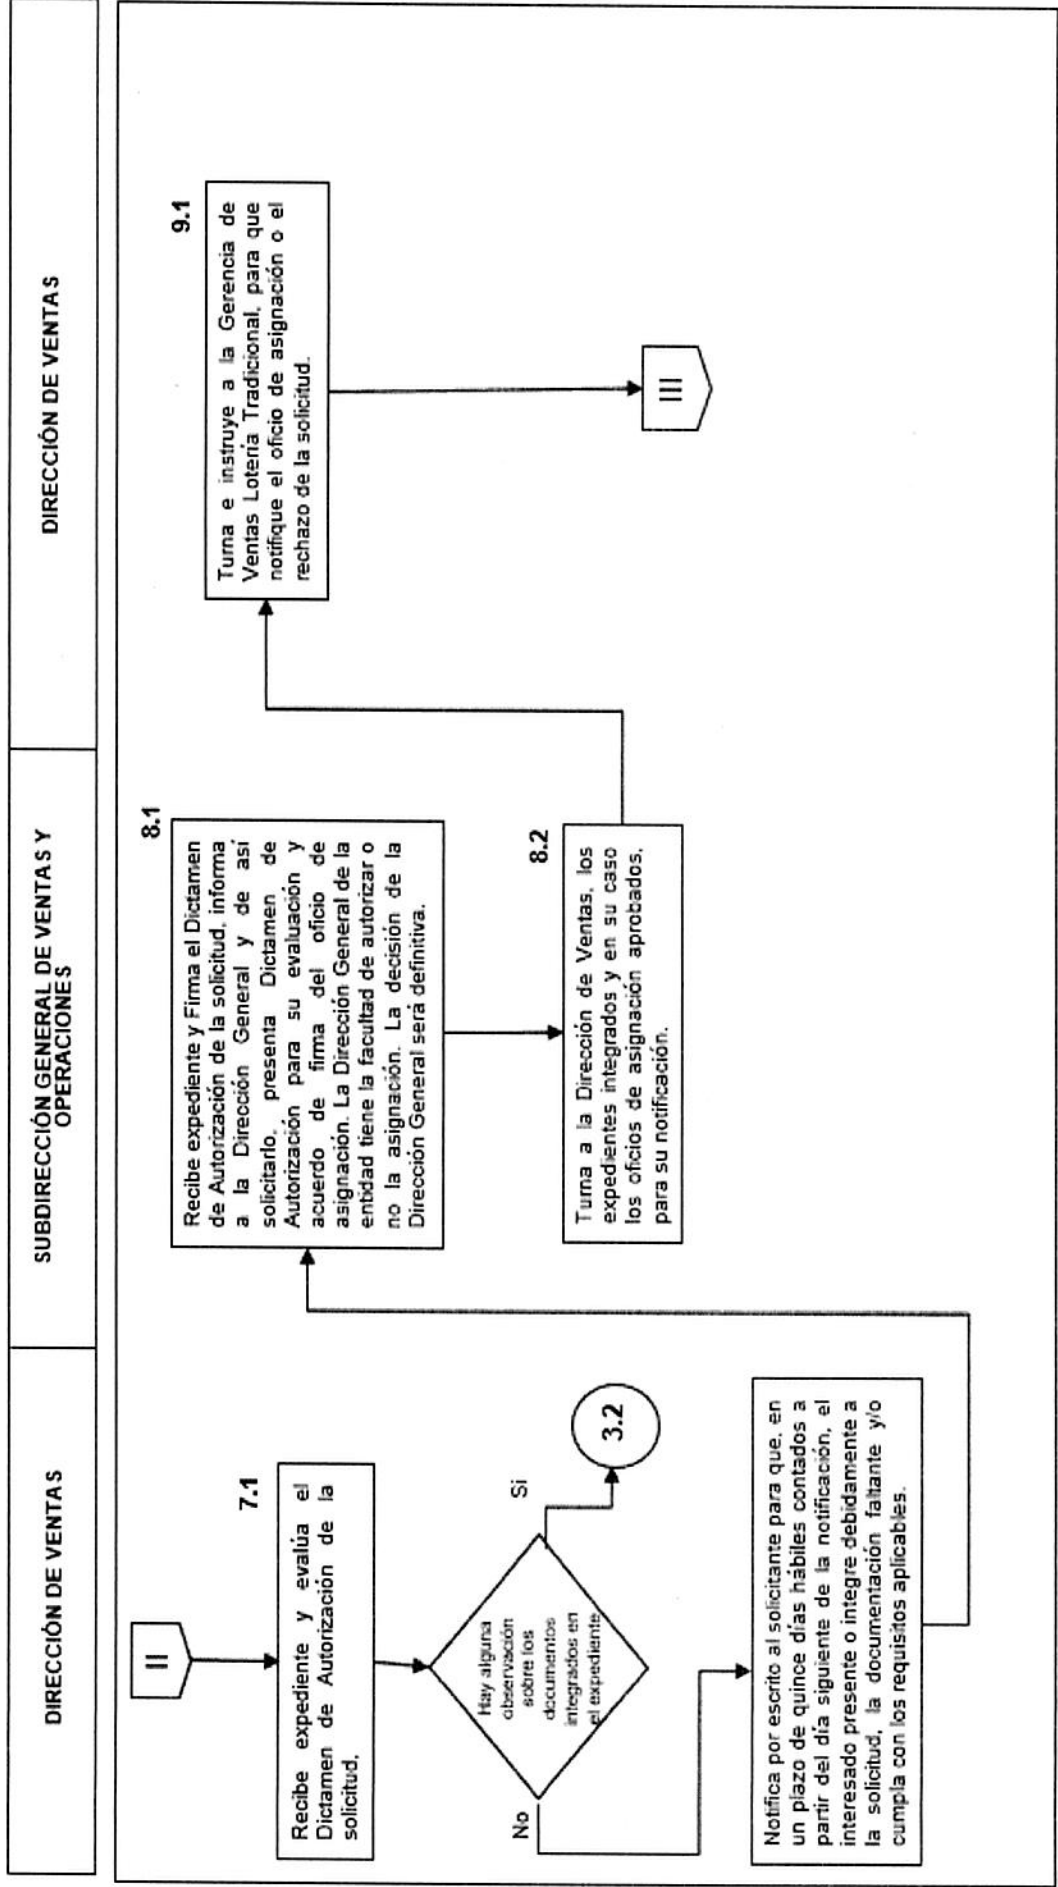 DIRECCIÓN DE VENTAS
SUBDIRECCIÓN GENERAL DE VENTAS Y
OPERACIONES
DIRECCIÓN DE VENTAS
II
7.1
Recibe expediente y evalúa el
Dictamen de Autorización de la
solicitud.
Hay alguna
observación
sobre los
documentos
integrados en
el expediente
Si
3.2
No
Notifica por escrito al solicitante para que, en
un plazo de quince días hábiles contados a
partir del día siguiente de la notificación, el
interesado presente o integre debidamente a
la solicitud, la documentación faltante y/o
cumpla con los requisitos aplicables.
8.1
Recibe expediente y Firma el Dictamen
de Autorización de la solicitud, informa
a la Dirección General y de así
solicitarlo, presenta Dictamen de
Autorización para su evaluación y
acuerdo de firma del oficio de
asignación. La Dirección General de la
entidad tiene la facultad de autorizar o
no la asignación. La decisión de la
Dirección General será definitiva.
8.2
Turna a la Dirección de Ventas, los
expedientes integrados y en su caso
los oficios de asignación aprobados,
para su notificación.
9.1
Turna e instruye a la Gerencia de
Ventas Lotería Tradicional, para que
notifique el oficio de asignación o el
rechazo de la solicitud.
III